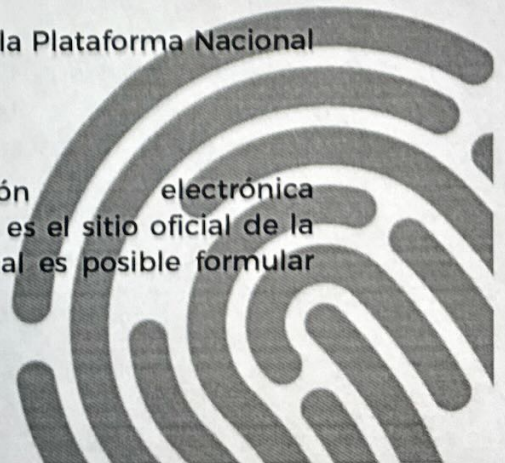 la Plataforma Nacional
ón electrónica
es el sitio oficial de la
al es posible formular